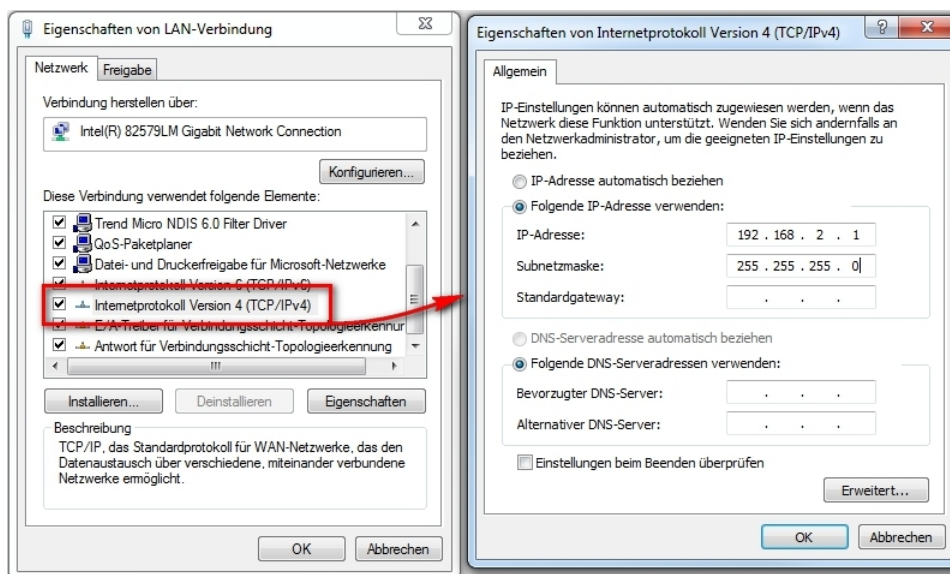 Eigenschaften von LAN-Verbindung
Netzwerk
Freigabe
Verbindung herstellen über:
Intel(R) 82579LM Gigabit Network Connection
Konfigurieren...
Diese Verbindung verwendet folgende Elemente:
Trend Micro NDIS 6.0 Filter Driver
QoS-Paketplaner
Datei- und Druckerfreigabe für Microsoft-Netzwerke
Internetprotokoll Version 6 (TCP/IPv6)
Internetprotokoll Version 4 (TCP/IPv4)
E/A-Treiber für Verbindungsschicht-Topologieerkennur
Antwort für Verbindungsschicht-Topologieerkennung
Installieren...
Deinstallieren
Eigenschaften
Beschreibung
TCP/IP, das Standardprotokoll für WAN-Netzwerke, das den
Datenaustausch über verschiedene, miteinander verbundene
Netzwerke ermöglicht.
OK
Abbrechen
Eigenschaften von Internetprotokoll Version 4 (TCP/IPv4)
Allgemein
IP-Einstellungen können automatisch zugewiesen werden, wenn das
Netzwerk diese Funktion unterstützt. Wenden Sie sich andernfalls an
den Netzwerkadministrator, um die geeigneten IP-Einstellungen zu
beziehen.
IP-Adresse automatisch beziehen
Folgende IP-Adresse verwenden:
IP-Adresse: 192 . 168 . 2 . 1
Subnetzmaske: 255 . 255 . 255 . 0
Standardgateway: . . .
DNS-Serveradresse automatisch beziehen
Folgende DNS-Serveradressen verwenden:
Bevorzugter DNS-Server: . . .
Alternativer DNS-Server: . . .
Einstellungen beim Beenden überprüfen
Erweitert...
OK
Abbrechen